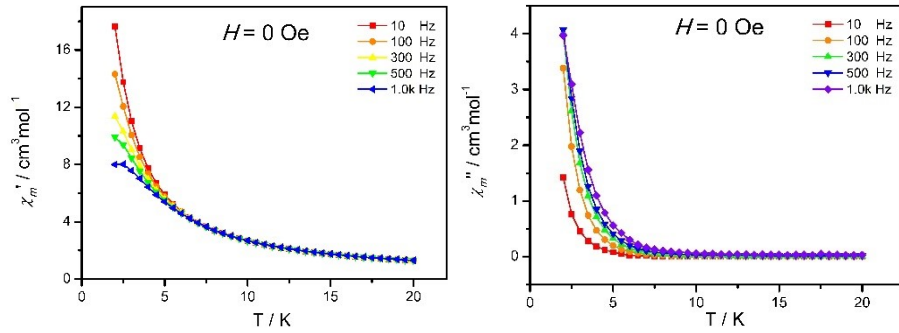 H = 0 Oe
10 Hz
100 Hz
300 Hz
500 Hz
1.0k Hz
χm' / cm³mol⁻¹
16
12
8
4
0
0 5 10 15 20
T / K
H = 0 Oe
10 Hz
100 Hz
300 Hz
500 Hz
1.0k Hz
χm'' / cm³mol⁻¹
4
3
2
1
0
0 5 10 15 20
T / K